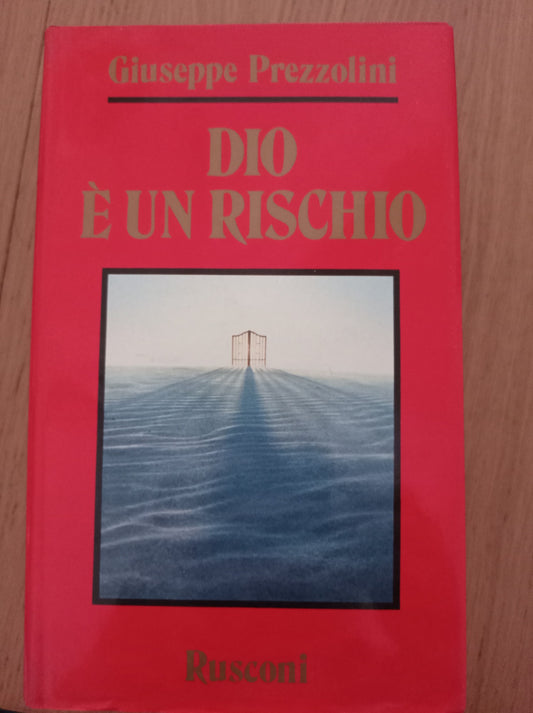 Giuseppe Prezzolini
DIO
È UN RISCHIO
Rusconi